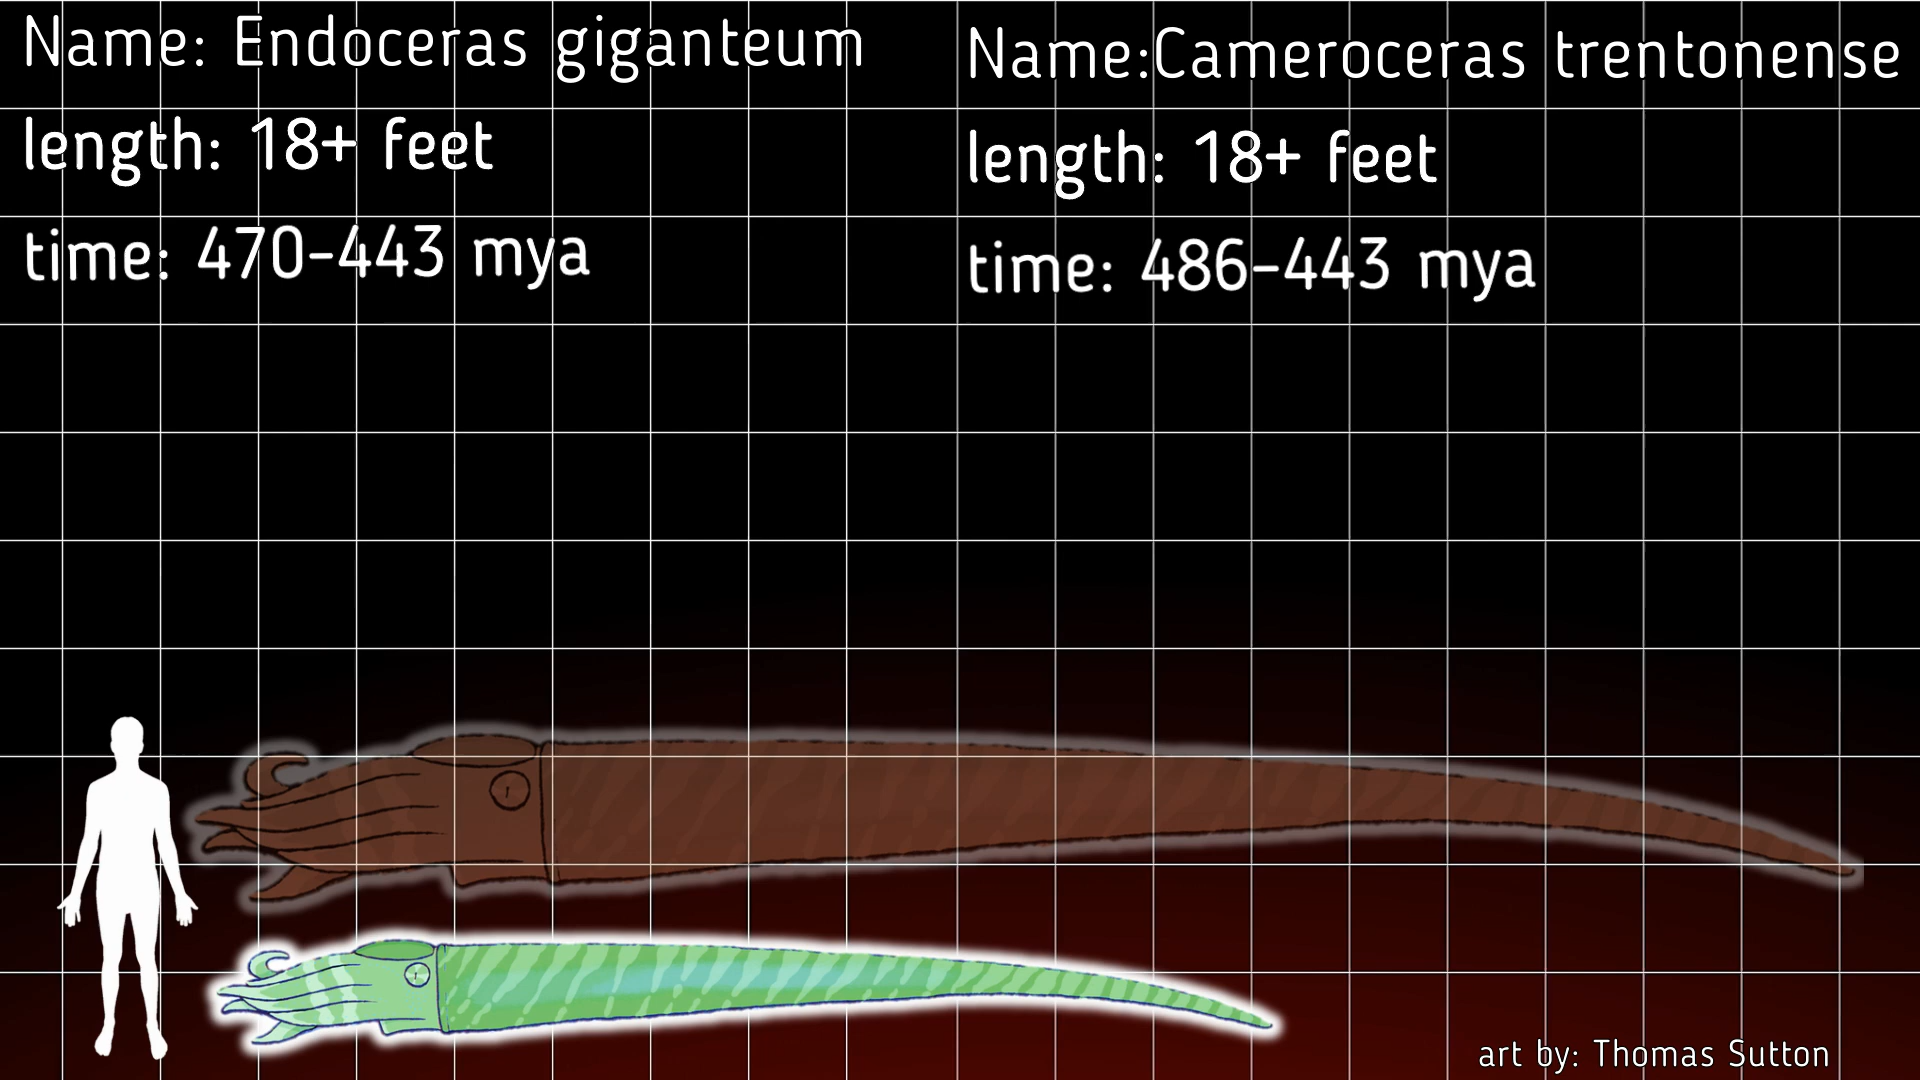 Name: Endoceras giganteum
length: 18+ feet
time: 470-443 mya
Name:Cameroceras trentonense
length: 18+ feet
time: 486-443 mya
art by: Thomas Sutton